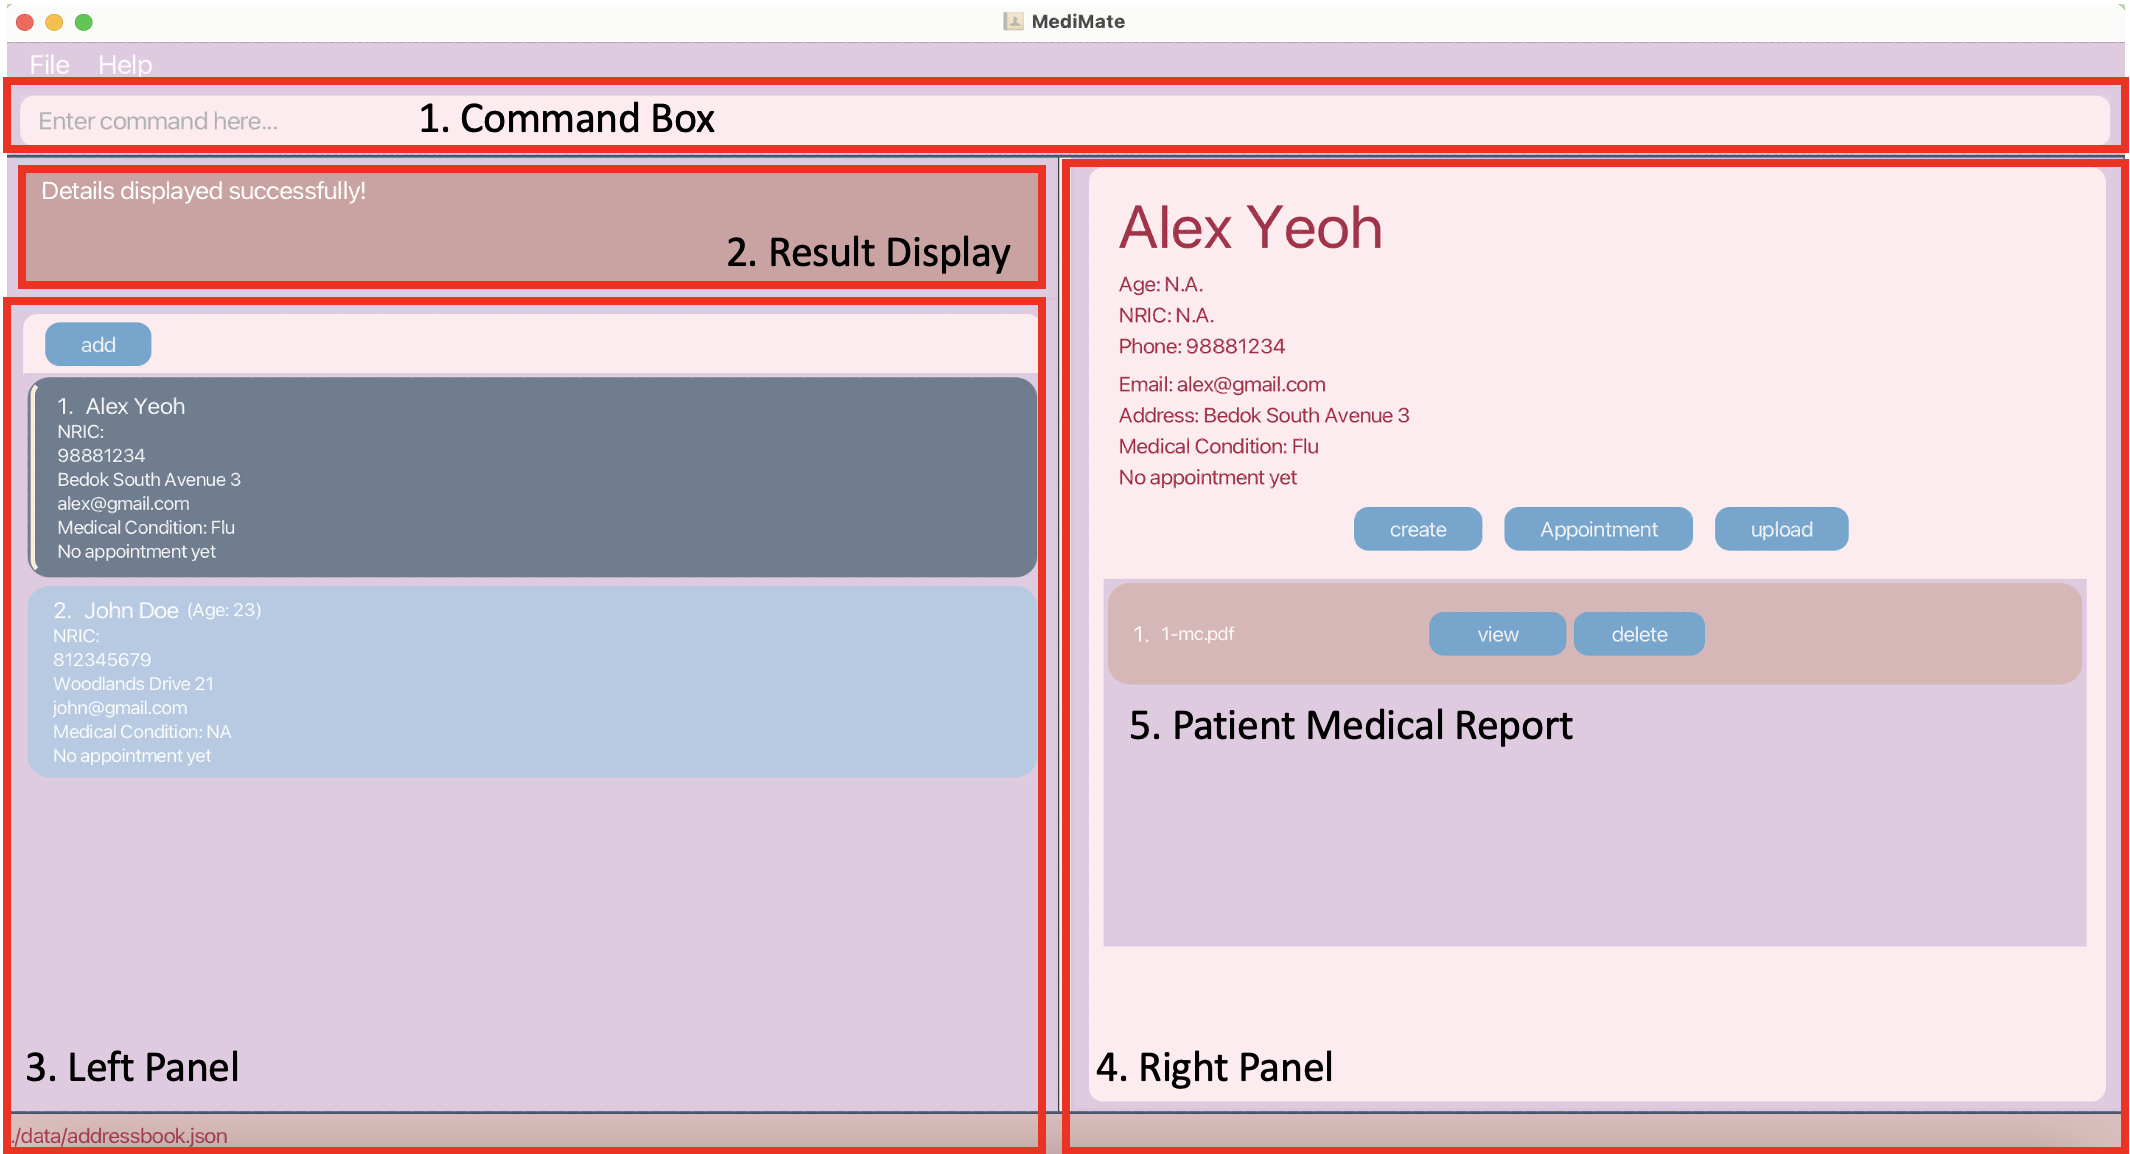 MediMate
File Help
Enter command here...
1. Command Box
Details displayed successfully!
2. Result Display
add
1. Alex Yeoh
NRIC:
98881234
Bedok South Avenue 3
alex@gmail.com
Medical Condition: Flu
No appointment yet
2. John Doe (Age: 23)
NRIC:
812345679
Woodlands Drive 21
john@gmail.com
Medical Condition: NA
No appointment yet
3. Left Panel
./data/addressbook.json
Alex Yeoh
Age: N.A.
NRIC: N.A.
Phone: 98881234
Email: alex@gmail.com
Address: Bedok South Avenue 3
Medical Condition: Flu
No appointment yet
create Appointment upload
1. 1-mc.pdf view delete
5. Patient Medical Report
4. Right Panel